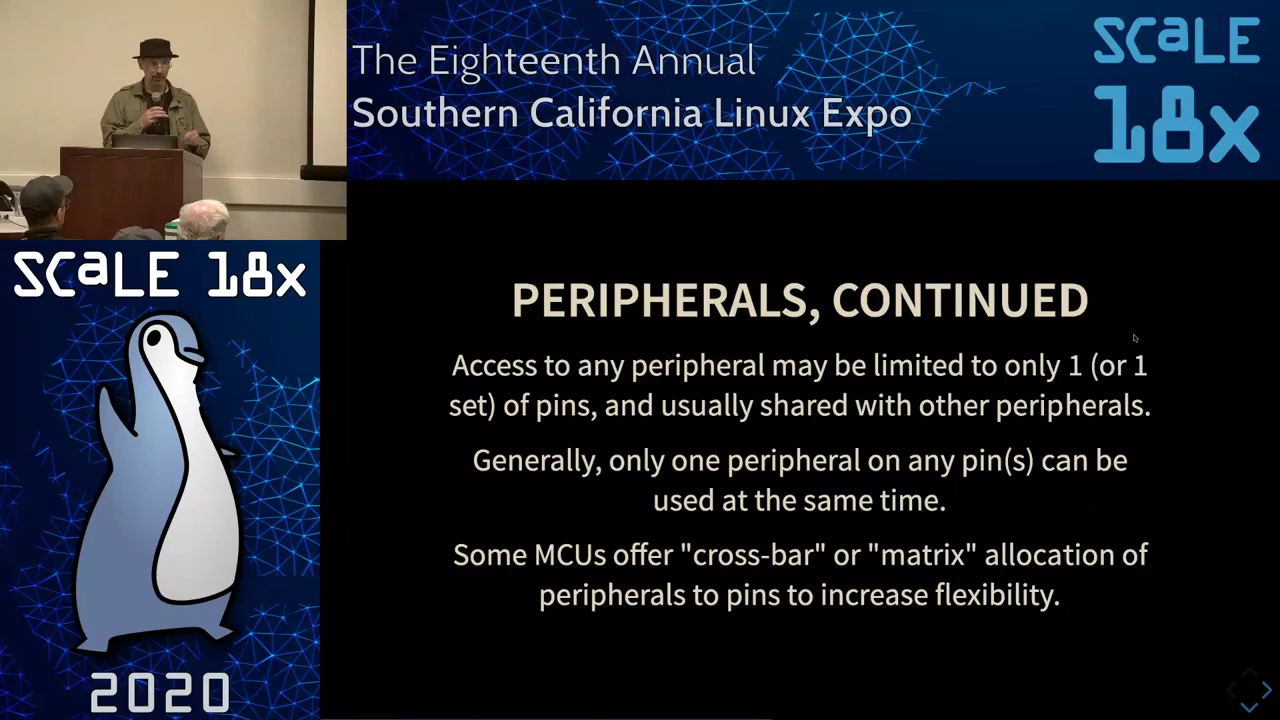 The Eighteenth Annual
Southern California Linux Expo
SCaLE
18x
SCaLE 18x
2020
PERIPHERALS, CONTINUED
Access to any peripheral may be limited to only 1 (or 1
set) of pins, and usually shared with other peripherals.
Generally, only one peripheral on any pin(s) can be
used at the same time.
Some MCUs offer "cross-bar" or "matrix" allocation of
peripherals to pins to increase flexibility.